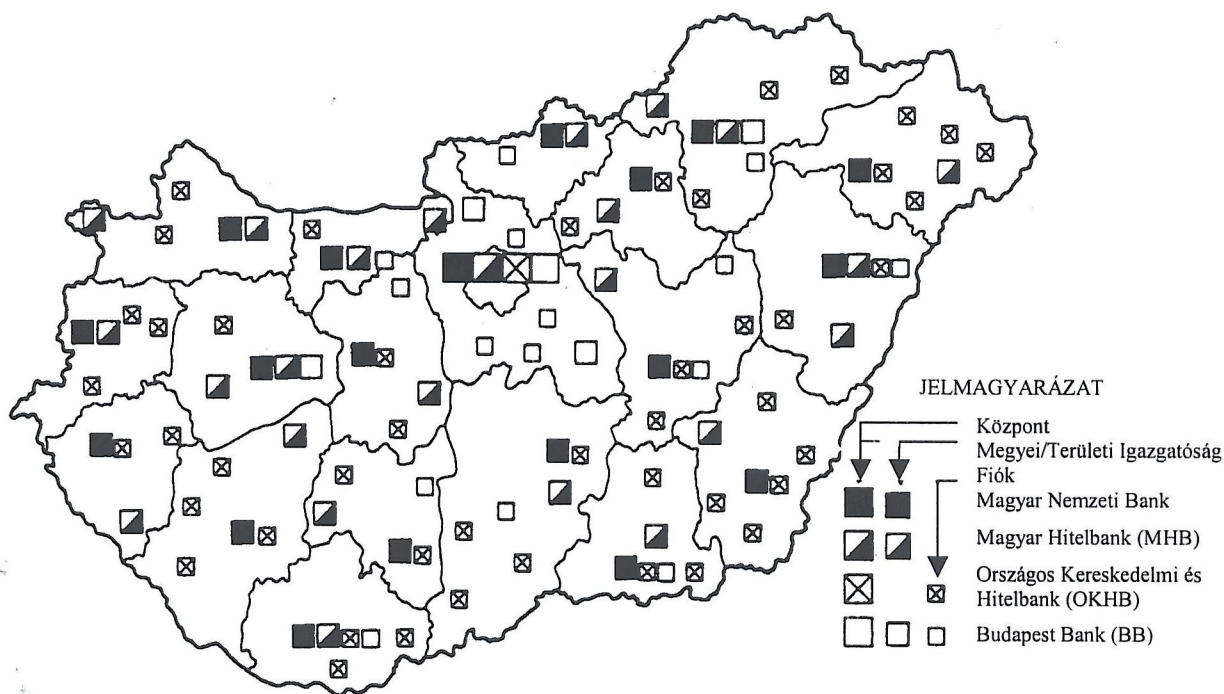 JELMAGYARÁZAT
Központ
Megyei/Területi Igazgatóság
Fiók
Magyar Nemzeti Bank
Magyar Hitelbank (MHB)
Országos Kereskedelmi és
Hitelbank (OKHB)
Budapest Bank (BB)